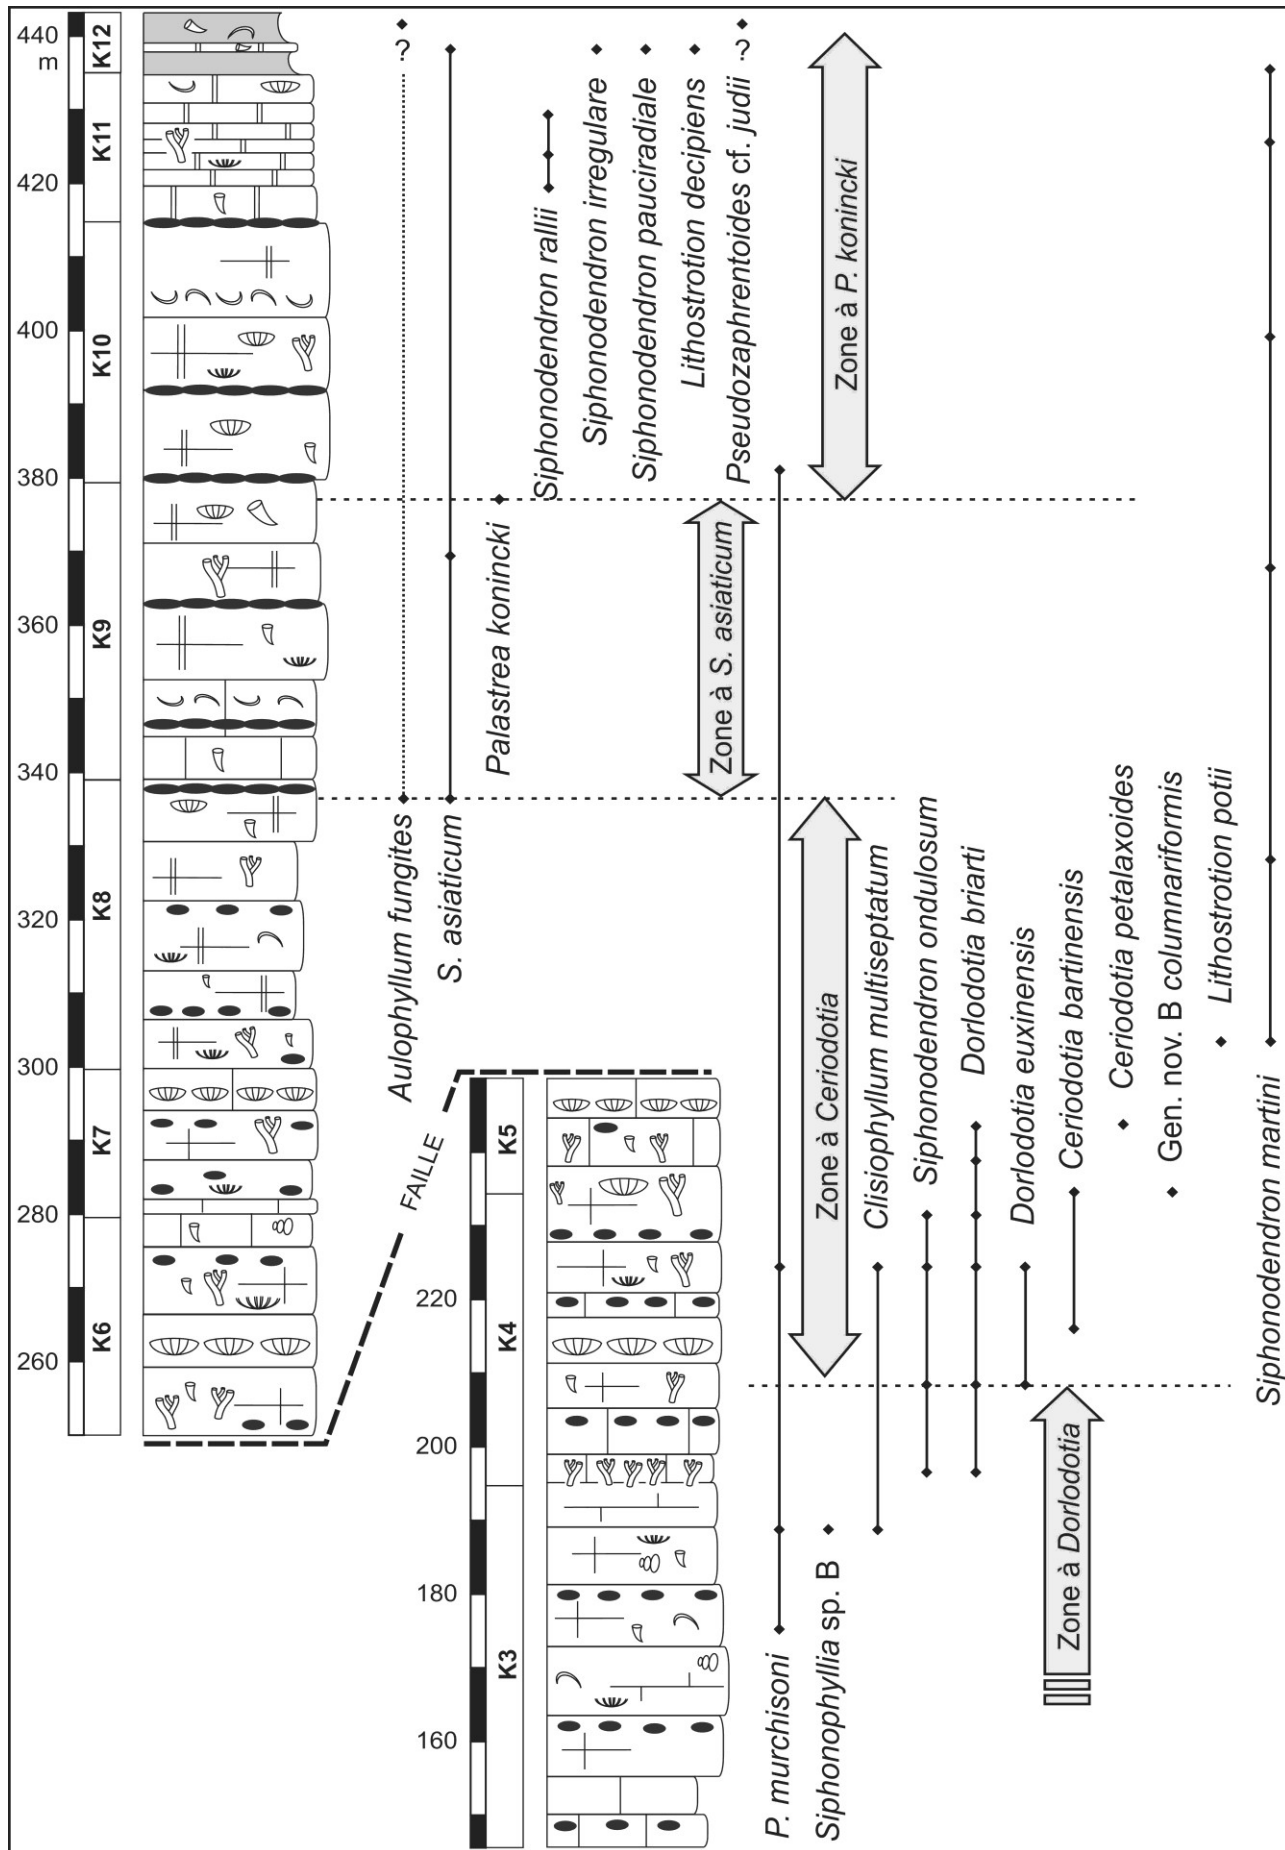 440
m
420
400
380
360
340
320
300
280
260
K12
K11
K10
K9
K8
K7
K6
FAILLE
220
200
180
160
K5
K4
K3
?
Aulophyllum fungites
S. asiaticum
Palastrea konincki
Siphonodendron rallii
Siphonodendron irregulare
Siphonodendron pauciradiale
Lithostrotion decipiens
Pseudozaphrentoides cf. judii
?
Zone à P. konincki
Zone à S. asiaticum
Zone à Ceriodotia
Zone à Dorlodotia
P. murchisoni
Siphonophyllia sp. B
Clisiophyllum multiseptatum
Siphonodendron ondulosum
Dorlodotia briarti
Dorlodotia euxinensis
Ceriodotia bartinensis
Ceriodotia petalaxoides
Gen. nov. B columnariformis
Lithostrotion potii
Siphonodendron martini